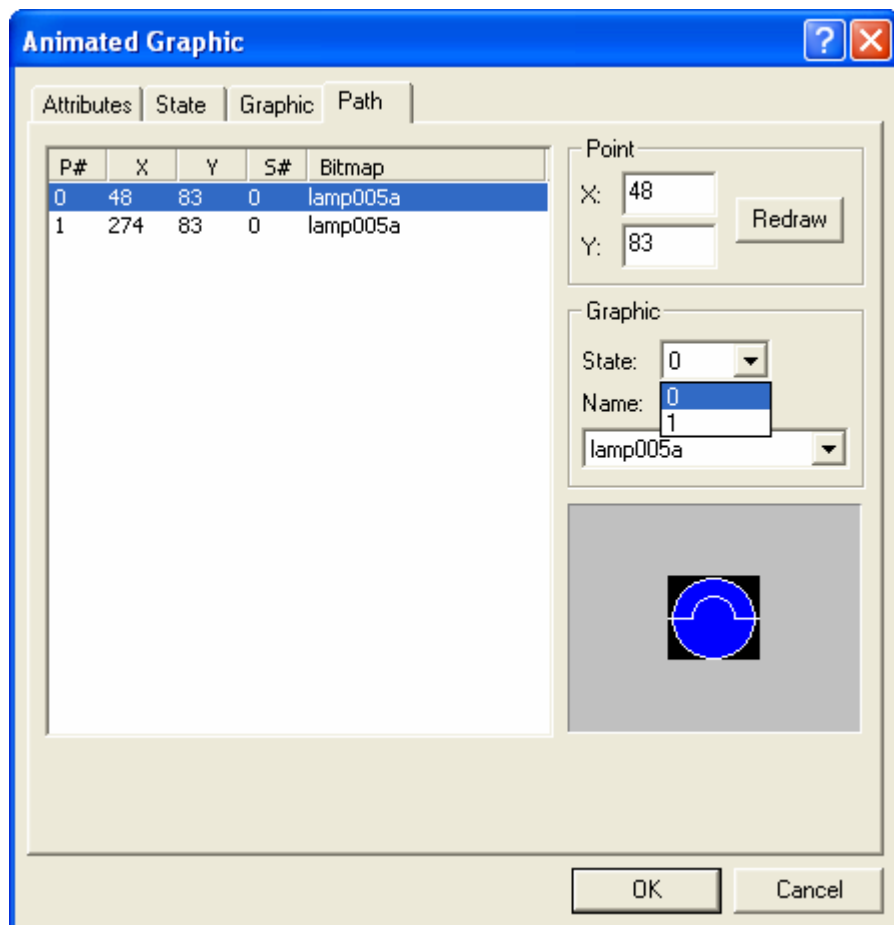 Animated Graphic
Attributes State Graphic Path
P# X Y S# Bitmap
0 48 83 0 lamp005a
1 274 83 0 lamp005a
Point
X: 48
Redraw
Y: 83
Graphic
State: 0
Name: 0
1
lamp005a
OK Cancel